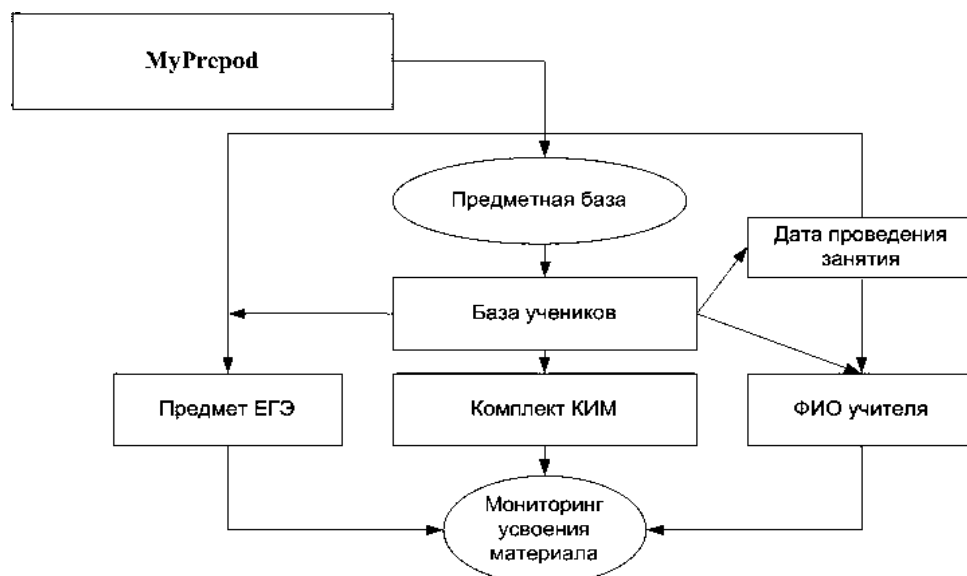 MyPrepod
Предметная база
Дата проведения
занятия
База учеников
Предмет ЕГЭ
Комплект КИМ
ФИО учителя
Мониторинг
усвоения
материала